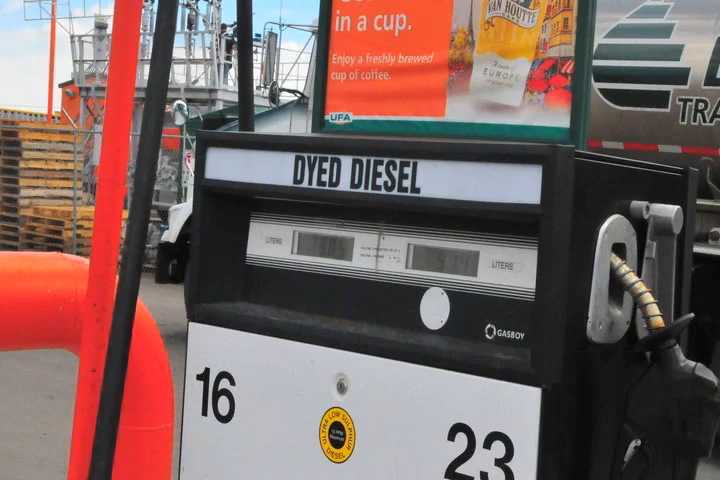 in a cup.
Enjoy a freshly brewed
cup of coffee.
VAN HOUTTE
EUROPE
UFA
TRA
DYED DIESEL
LITERS
LITERS
GASBOY
16
ULTRA LOW SULPHUR
DIESEL
23